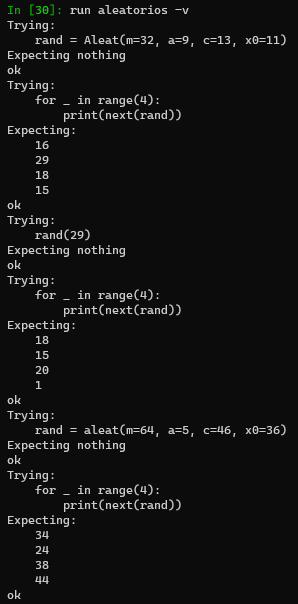 In [30]: run aleatorios -v
Trying:
    rand = Aleat(m=32, a=9, c=13, x0=11)
Expecting nothing
ok
Trying:
    for _ in range(4):
        print(next(rand))
Expecting:
    16
    29
    18
    15
ok
Trying:
    rand(29)
Expecting nothing
ok
Trying:
    for _ in range(4):
        print(next(rand))
Expecting:
    18
    15
    20
    1
ok
Trying:
    rand = aleat(m=64, a=5, c=46, x0=36)
Expecting nothing
ok
Trying:
    for _ in range(4):
        print(next(rand))
Expecting:
    34
    24
    38
    44
ok